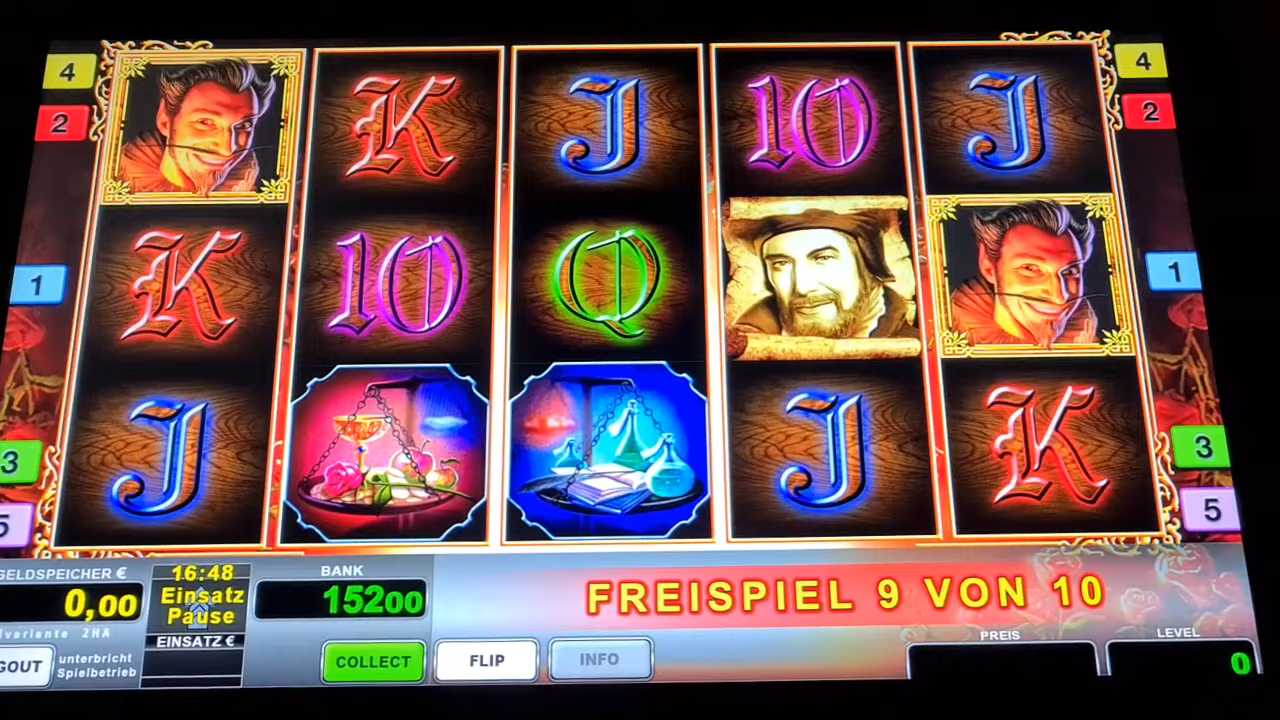 4
K
J
10
J
4
2
2
K
10
Q
1
1
J
J
K
3
3
5
5
GELDSPEICHER €
0,00
variante 2HA
GOUT
unterbricht
Spielbetrieb
16:48
Einsatz
Pause
EINSATZ €
BANK
15200
COLLECT
FLIP
INFO
FREISPIEL 9 VON 10
PREIS
LEVEL
0